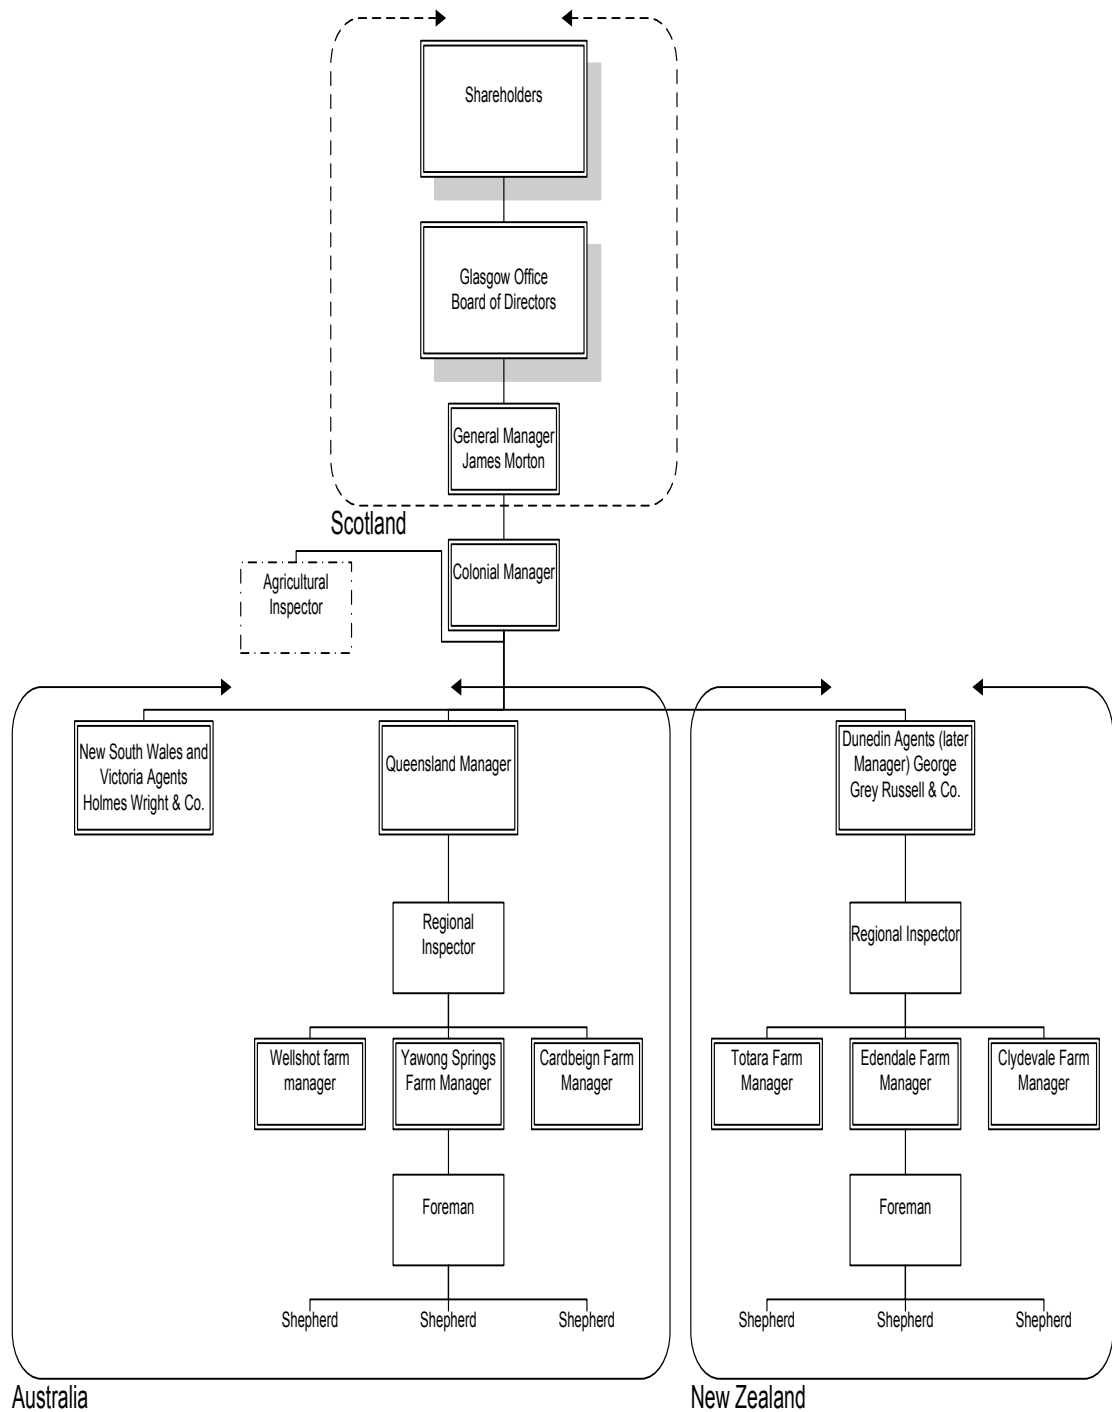 Shareholders
Glasgow Office
Board of Directors
General Manager
James Morton
Scotland
Colonial Manager
Agricultural
Inspector
New South Wales and
Victoria Agents
Holmes Wright & Co.
Queensland Manager
Dunedin Agents (later
Manager) George
Grey Russell & Co.
Regional
Inspector
Regional Inspector
Wellshot farm
manager
Yawong Springs
Farm Manager
Cardbeign Farm
Manager
Totara Farm
Manager
Edendale Farm
Manager
Clydevale Farm
Manager
Foreman
Foreman
Shepherd
Shepherd
Shepherd
Shepherd
Shepherd
Shepherd
Australia
New Zealand